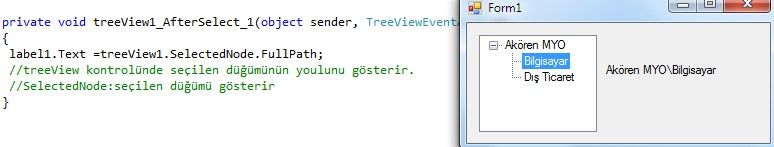 private void treeView1_AfterSelect_1(object sender, TreeViewEventA
{
label1.Text =treeView1.SelectedNode.FullPath;
//treeView kontrolünde seçilen düğümünün youlunu gösterir.
//SelectedNode:seçilen düğümü gösterir
}
Form1
Akören MYO
Bilgisayar
Dış Ticaret
Akören MYO\Bilgisayar